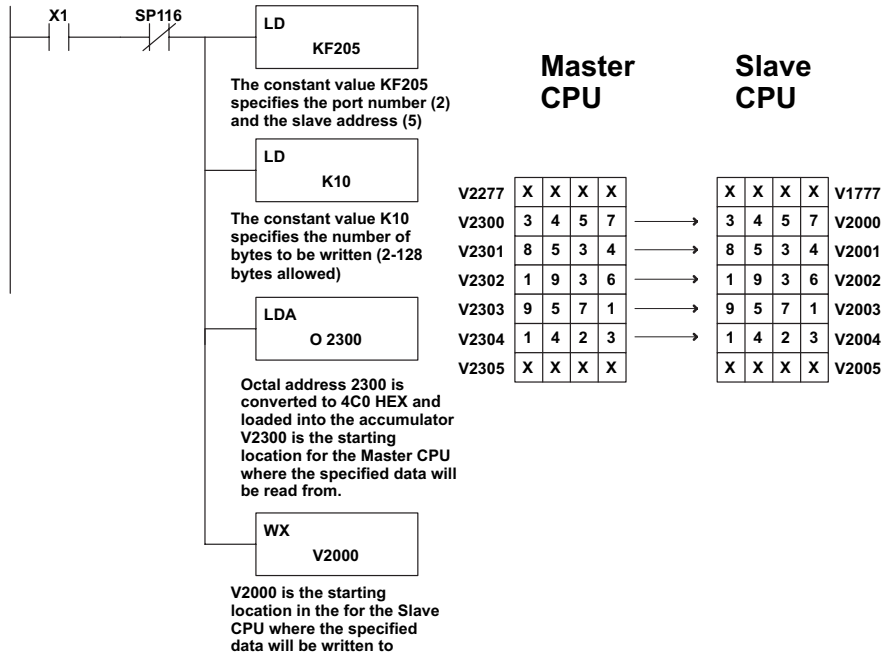 X1
SP116
LD
KF205
The constant value KF205
specifies the port number (2)
and the slave address (5)
LD
K10
The constant value K10
specifies the number of
bytes to be written (2-128
bytes allowed)
LDA
O 2300
Octal address 2300 is
converted to 4C0 HEX and
loaded into the accumulator
V2300 is the starting
location for the Master CPU
where the specified data will
be read from.
WX
V2000
V2000 is the starting
location in the for the Slave
CPU where the specified
data will be written to
Master
CPU
Slave
CPU
V2277 X X X X X X X X V1777
V2300 3 4 5 7 3 4 5 7 V2000
V2301 8 5 3 4 8 5 3 4 V2001
V2302 1 9 3 6 1 9 3 6 V2002
V2303 9 5 7 1 9 5 7 1 V2003
V2304 1 4 2 3 1 4 2 3 V2004
V2305 X X X X X X X X V2005